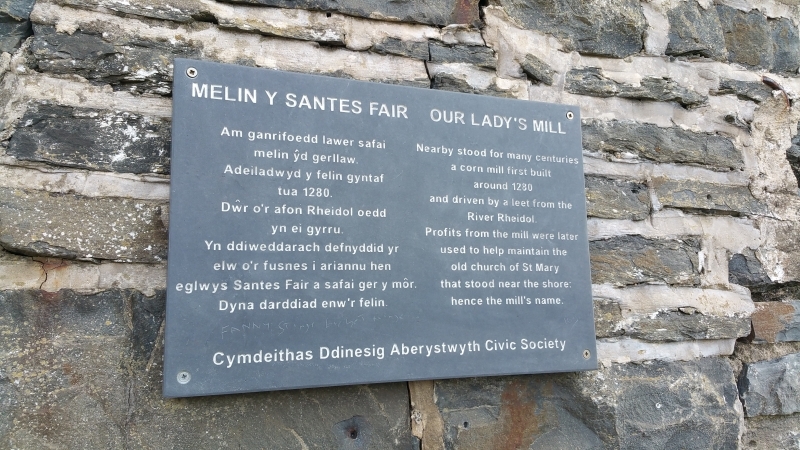 MELIN Y SANTES FAIR
Am ganrifoedd lawer safai
melin ŷd gerllaw.
Adeiladwyd y felin gyntaf
tua 1280.
Dŵr o'r afon Rheidol oedd
yn ei gyrru.
Yn ddiweddarach defnyddid yr
elw o'r fusnes i ariannu hen
eglwys Santes Fair a safai ger y môr.
Dyna darddiad enw'r felin.
OUR LADY'S MILL
Nearby stood for many centuries
a corn mill first built
around 1280
and driven by a leet from the
River Rheidol.
Profits from the mill were later
used to help maintain the
old church of St Mary
that stood near the shore:
hence the mill's name.
Cymdeithas Ddinesig Aberystwyth Civic Society